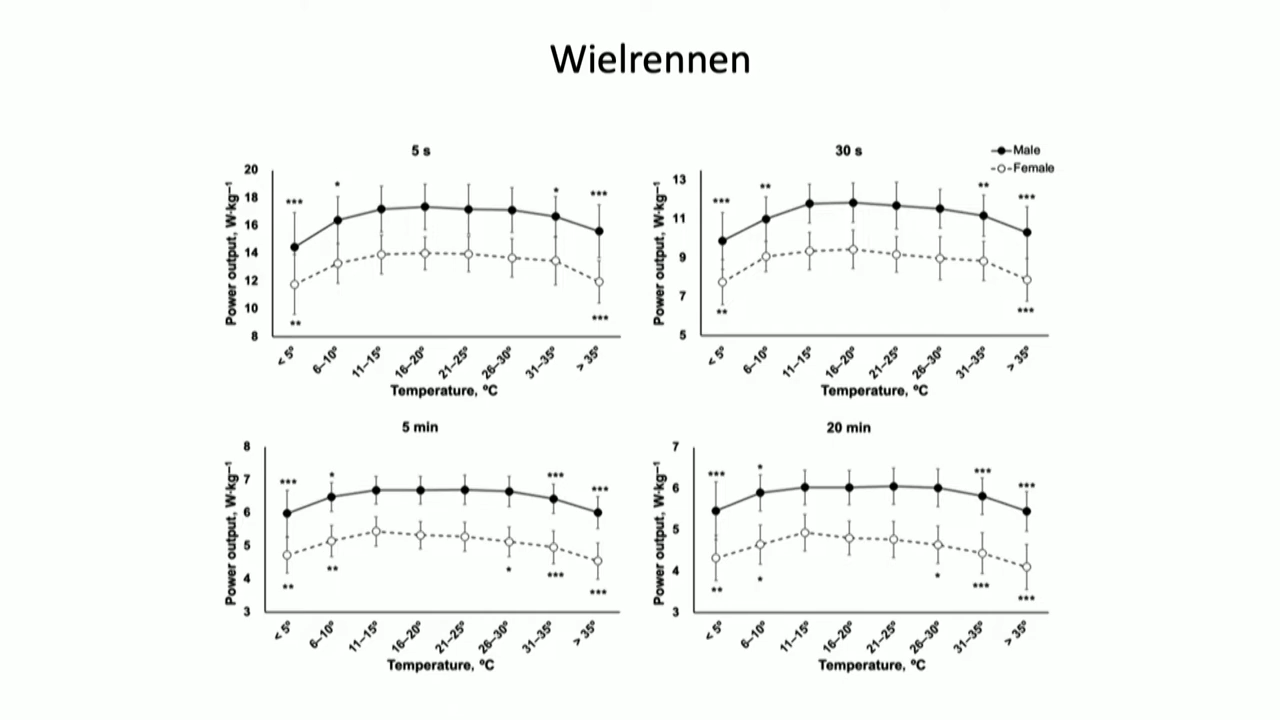 Wielrennen
5 s
Power output, W·kg⁻¹
20
18
16
14
12
10
8
*** * * ***
** ***
< 5º 6–10º 11–15º 16–20º 21–25º 26–30º 31–35º > 35º
Temperature, ºC
30 s
Male
Female
Power output, W·kg⁻¹
13
11
9
7
5
*** ** ** ***
** ***
< 5º 6–10º 11–15º 16–20º 21–25º 26–30º 31–35º > 35º
Temperature, ºC
5 min
Power output, W·kg⁻¹
8
7
6
5
4
3
*** * *** ***
** ** * *** ***
< 5º 6–10º 11–15º 16–20º 21–25º 26–30º 31–35º > 35º
Temperature, ºC
20 min
Power output, W·kg⁻¹
7
6
5
4
3
*** * *** ***
** * * *** ***
< 5º 6–10º 11–15º 16–20º 21–25º 26–30º 31–35º > 35º
Temperature, ºC